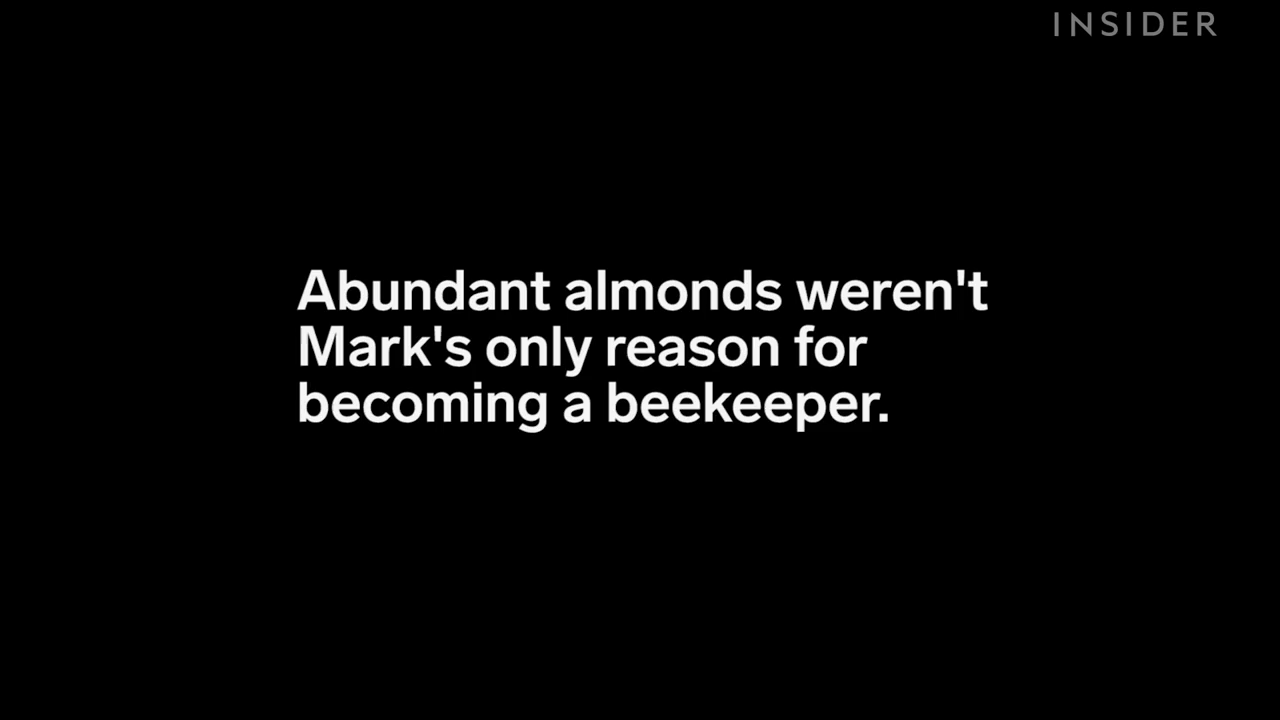 INSIDER
Abundant almonds weren't
Mark's only reason for
becoming a beekeeper.